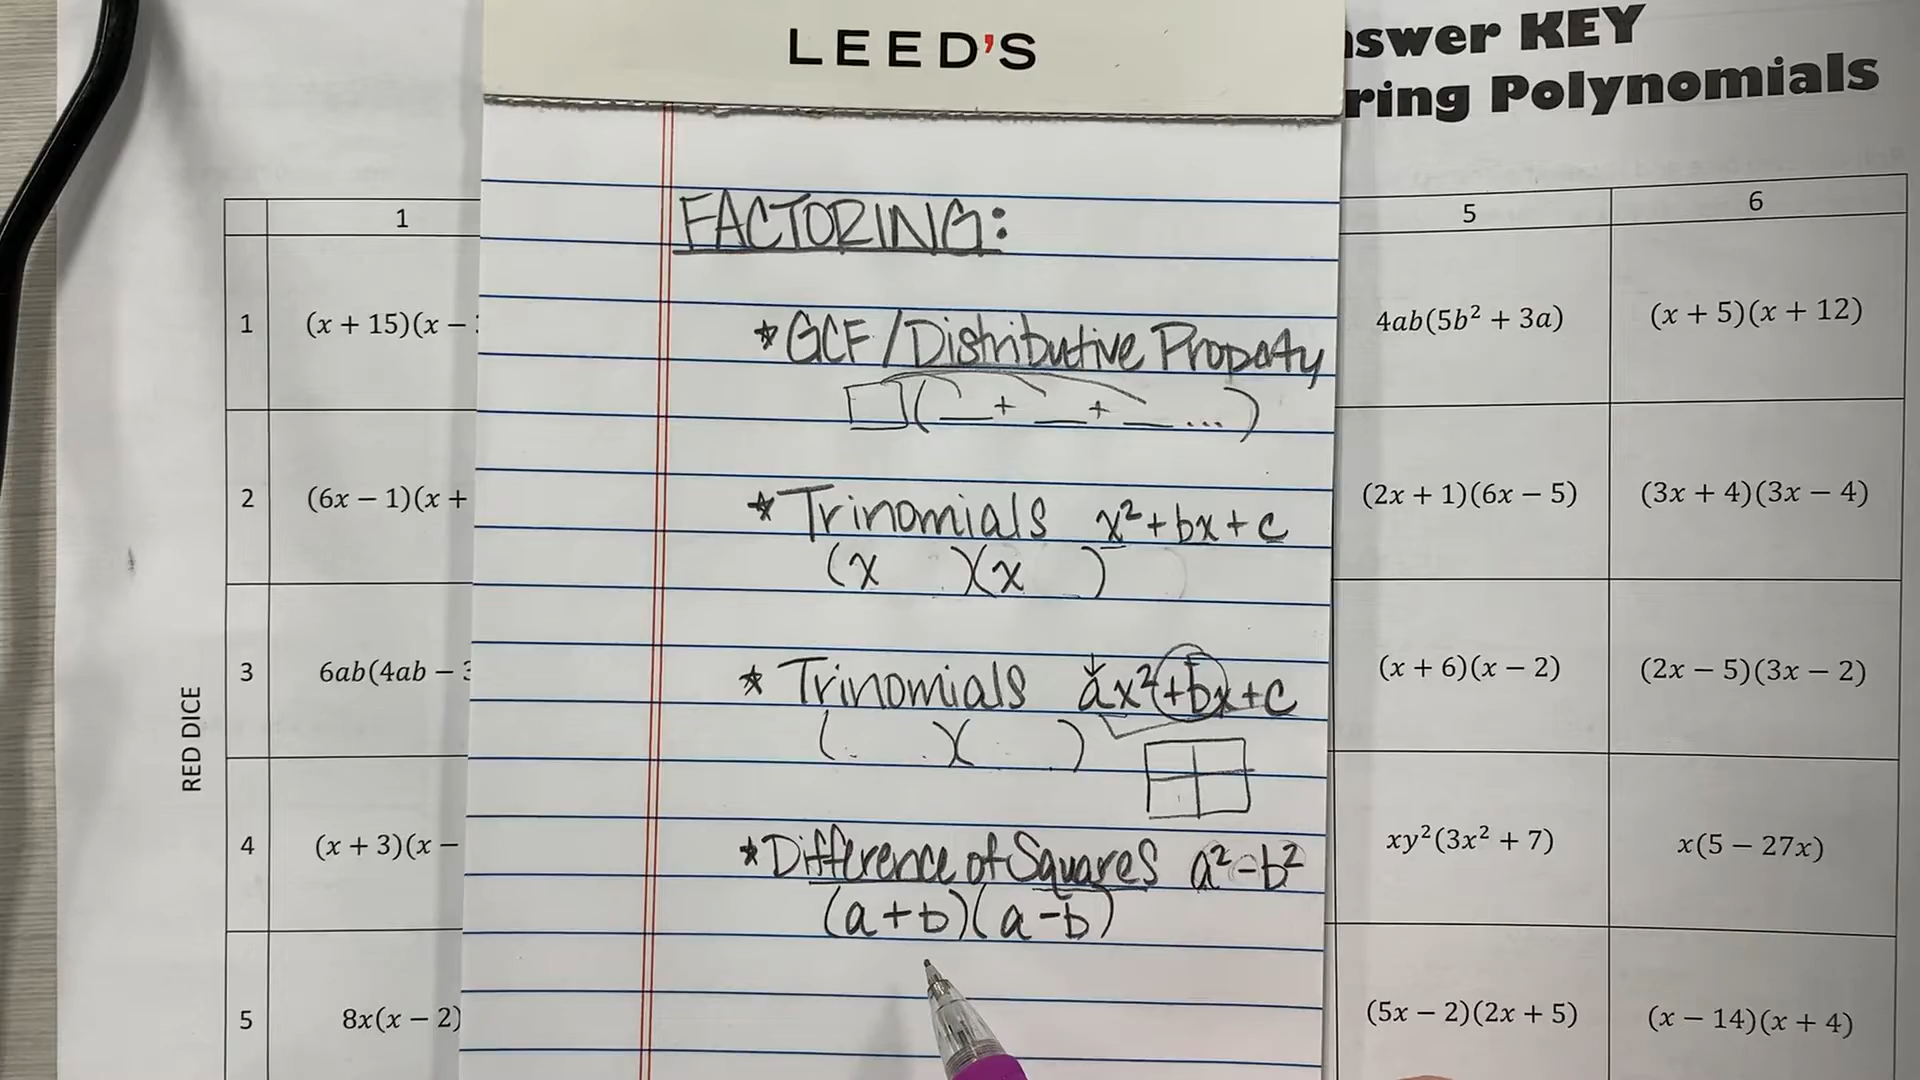 LEED'S
swer KEY
ring Polynomials
FACTORING:
* GCF / Distributive Property
□( __ + __ + __ ... )
* Trinomials x² + bx + c
(x )(x )
* Trinomials ax² + bx + c
( )( )
* Difference of Squares a² - b²
(a + b)(a - b)
1 5 6
1 (x + 15)(x − 4ab(5b² + 3a) (x + 5)(x + 12)
2 (6x − 1)(x + (2x + 1)(6x − 5) (3x + 4)(3x − 4)
3 6ab(4ab − (x + 6)(x − 2) (2x − 5)(3x − 2)
4 (x + 3)(x − xy²(3x² + 7) x(5 − 27x)
5 8x(x − 2) (5x − 2)(2x + 5) (x − 14)(x + 4)
RED DICE